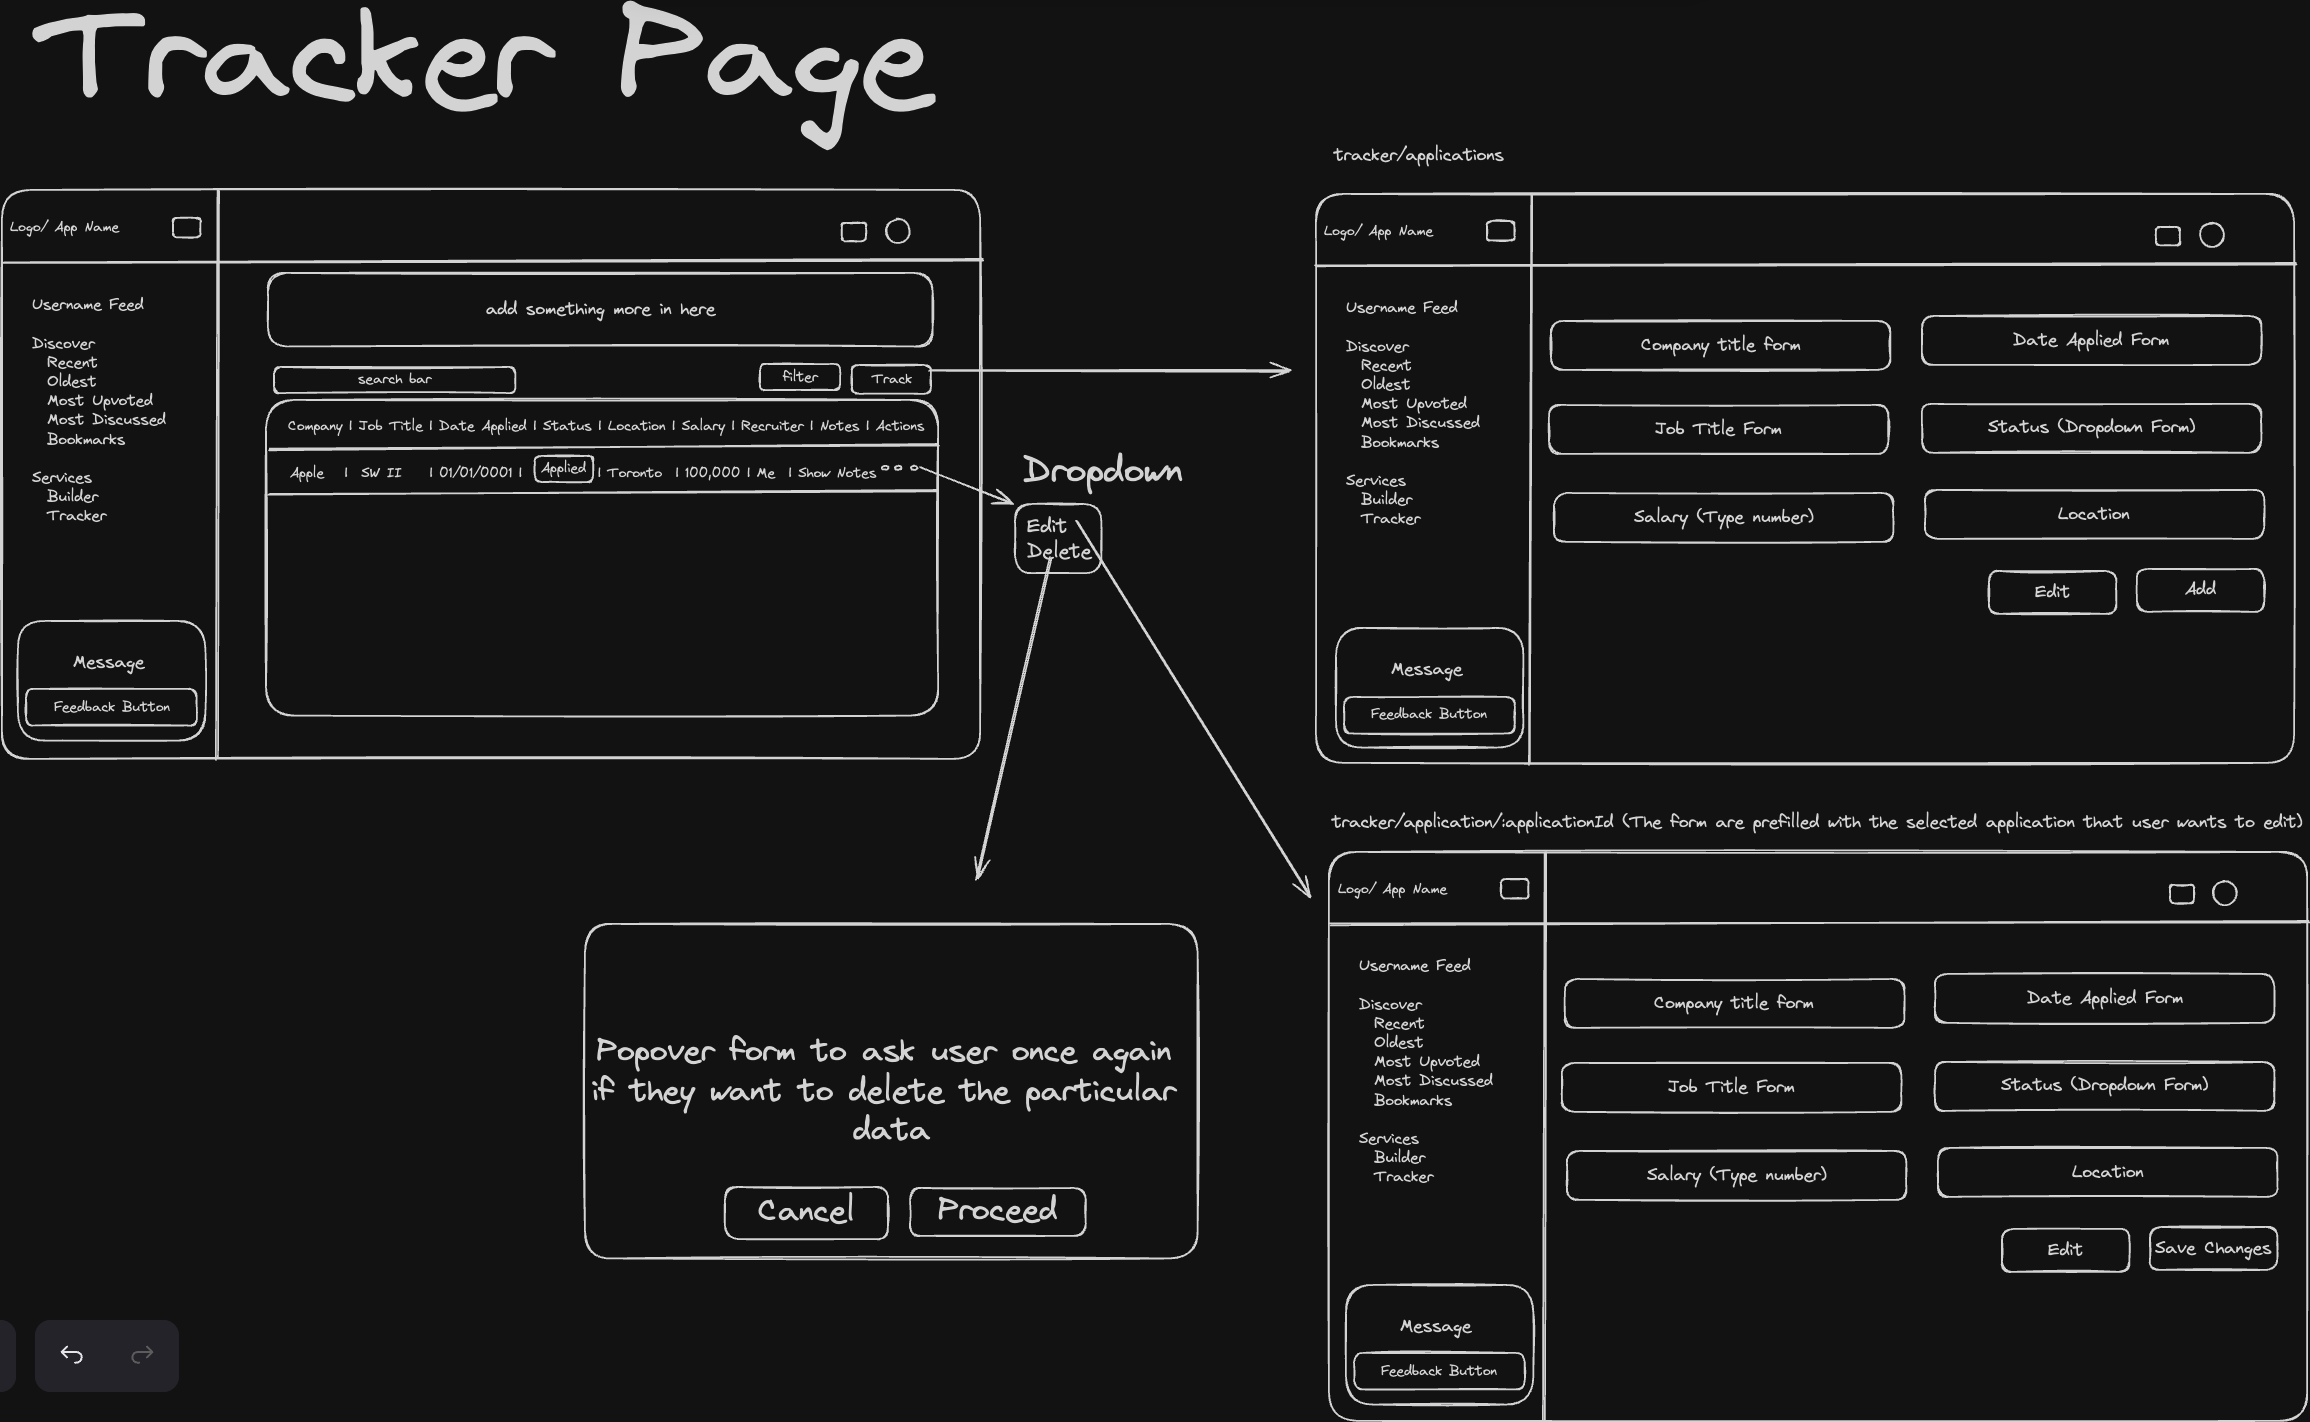 Tracker Page
Logo/ App Name
Username Feed
Discover
Recent
Oldest
Most Upvoted
Most Discussed
Bookmarks
Services
Builder
Tracker
Message
Feedback Button
add something more in here
search bar
filter
Track
Company | Job Title | Date Applied | Status | Location | Salary | Recruiter | Notes | Actions
Apple | SW II | 01/01/0001 | Applied | Toronto | 100,000 | Me | Show Notes
Dropdown
Edit
Delete
tracker/applications
Logo/ App Name
Username Feed
Discover
Recent
Oldest
Most Upvoted
Most Discussed
Bookmarks
Services
Builder
Tracker
Message
Feedback Button
Company title form
Date Applied Form
Job Title Form
Status (Dropdown Form)
Salary (Type number)
Location
Edit
Add
Popover form to ask user once again
if they want to delete the particular
data
Cancel
Proceed
tracker/application/:applicationId (The form are prefilled with the selected application that user wants to edit)
Logo/ App Name
Username Feed
Discover
Recent
Oldest
Most Upvoted
Most Discussed
Bookmarks
Services
Builder
Tracker
Message
Feedback Button
Company title form
Date Applied Form
Job Title Form
Status (Dropdown Form)
Salary (Type number)
Location
Edit
Save Changes